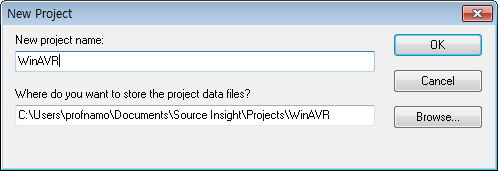 New Project
New project name:
OK
WinAVR
Cancel
Where do you want to store the project data files?
C:\Users\profnamo\Documents\Source Insight\Projects\WinAVR
Browse...